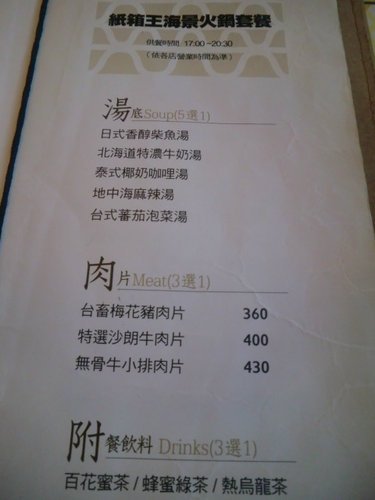 紙箱王海景火鍋套餐
供餐時間 17:00~20:30
(依各店營業時間為準)
湯底Soup(5選1)
日式香醇柴魚湯
北海道特濃牛奶湯
泰式椰奶咖哩湯
地中海麻辣湯
台式蕃茄泡菜湯
肉片Meat(3選1)
台畜梅花豬肉片 360
特選沙朗牛肉片 400
無骨牛小排肉片 430
附餐飲料 Drinks(3選1)
百花蜜茶 / 蜂蜜綠茶 / 熱烏龍茶